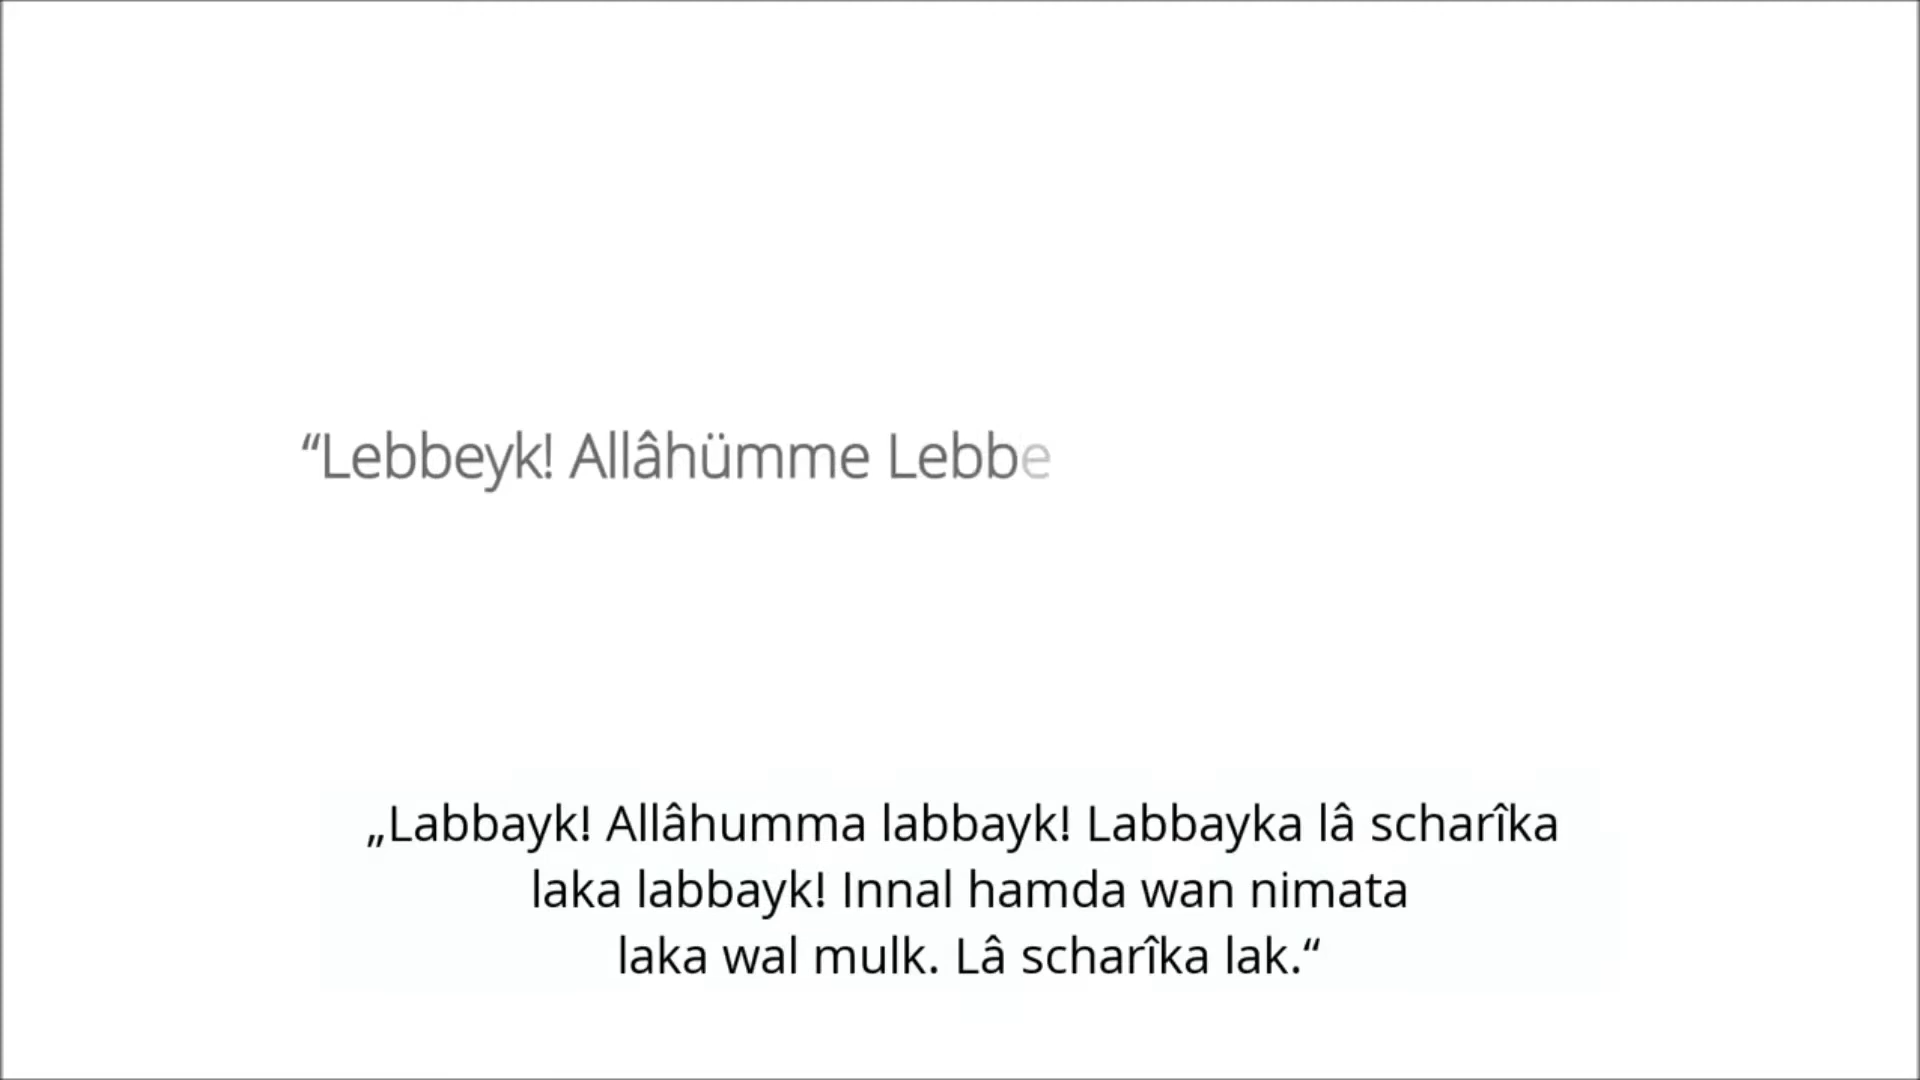 “Lebbeyk! Allâhümme Lebbe
„Labbayk! Allâhumma labbayk! Labbayka lâ scharîka
laka labbayk! Innal hamda wan nimata
laka wal mulk. Lâ scharîka lak.“